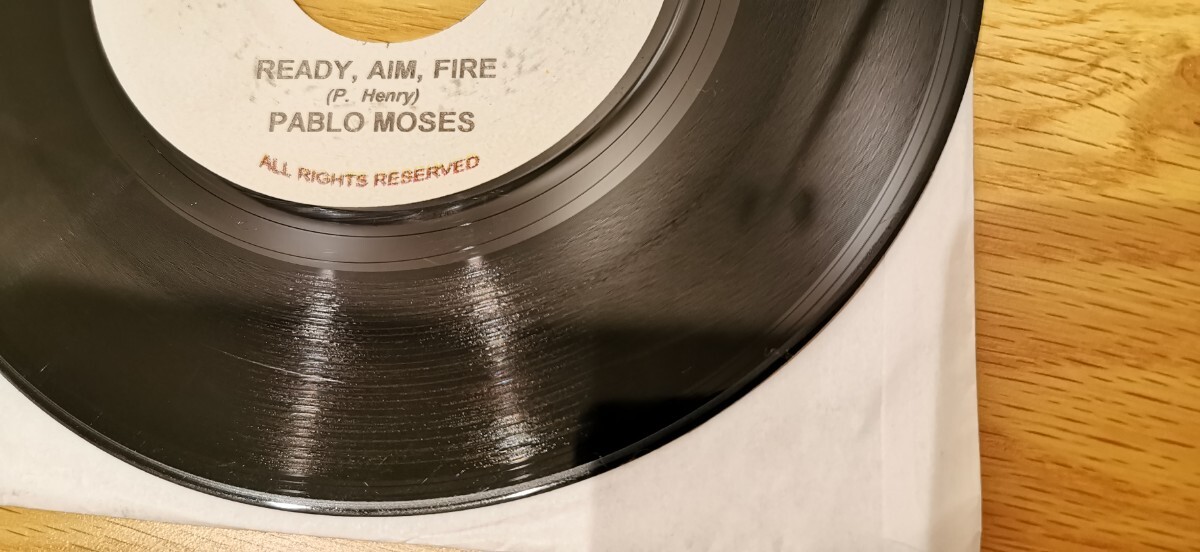 READY, AIM, FIRE
(P. Henry)
PABLO MOSES
ALL RIGHTS RESERVED